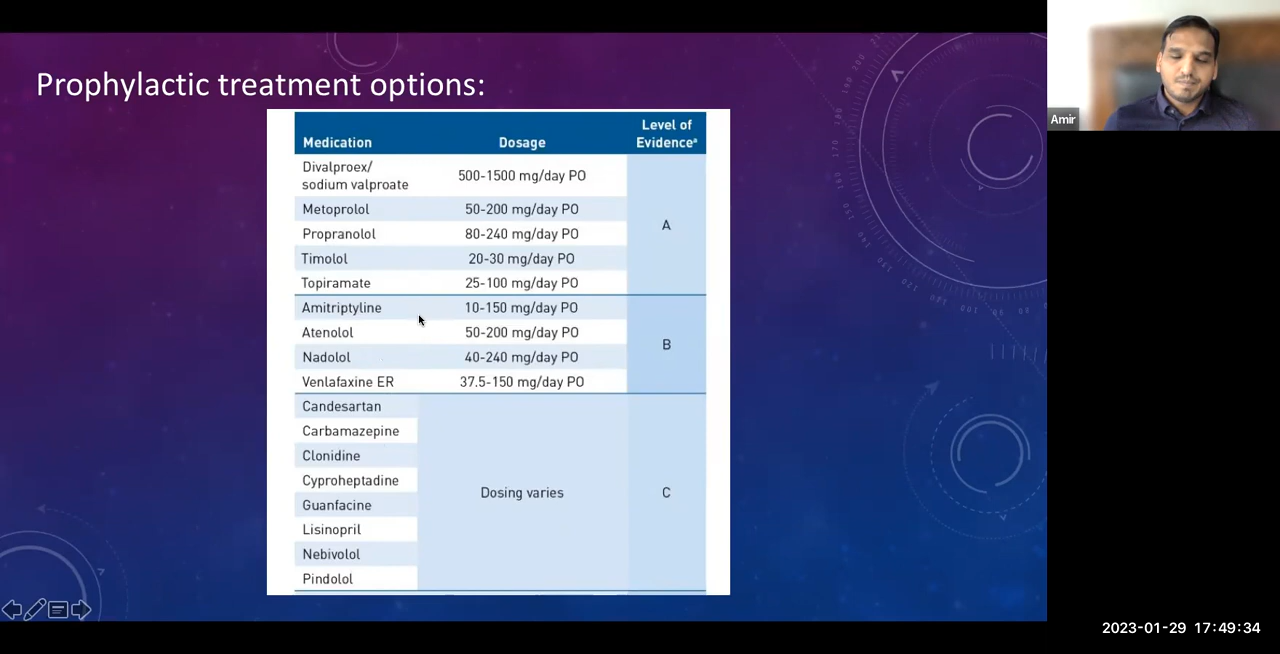 Prophylactic treatment options:
Medication Dosage Level of Evidenceª
Divalproex/
sodium valproate 500-1500 mg/day PO
Metoprolol 50-200 mg/day PO
Propranolol 80-240 mg/day PO
A
Timolol 20-30 mg/day PO
Topiramate 25-100 mg/day PO
Amitriptyline 10-150 mg/day PO
Atenolol 50-200 mg/day PO
B
Nadolol 40-240 mg/day PO
Venlafaxine ER 37.5-150 mg/day PO
Candesartan
Carbamazepine
Clonidine
Cyproheptadine
Dosing varies C
Guanfacine
Lisinopril
Nebivolol
Pindolol
Amir
2023-01-29 17:49:34